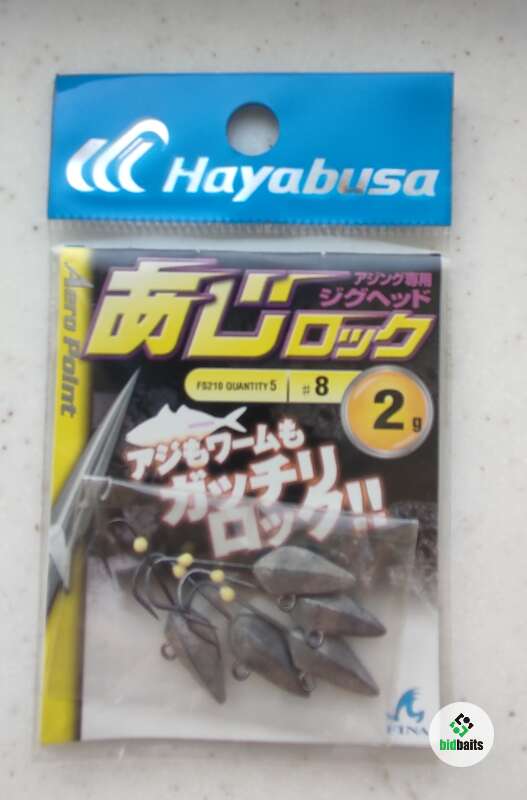 Hayabusa
Aero Point
アジング専用
ジグヘッド
あじロック
FS210 QUANTITY 5
#8
2g
アジもワームも
ガッチリ
ロック!!
FINA
bidbaits